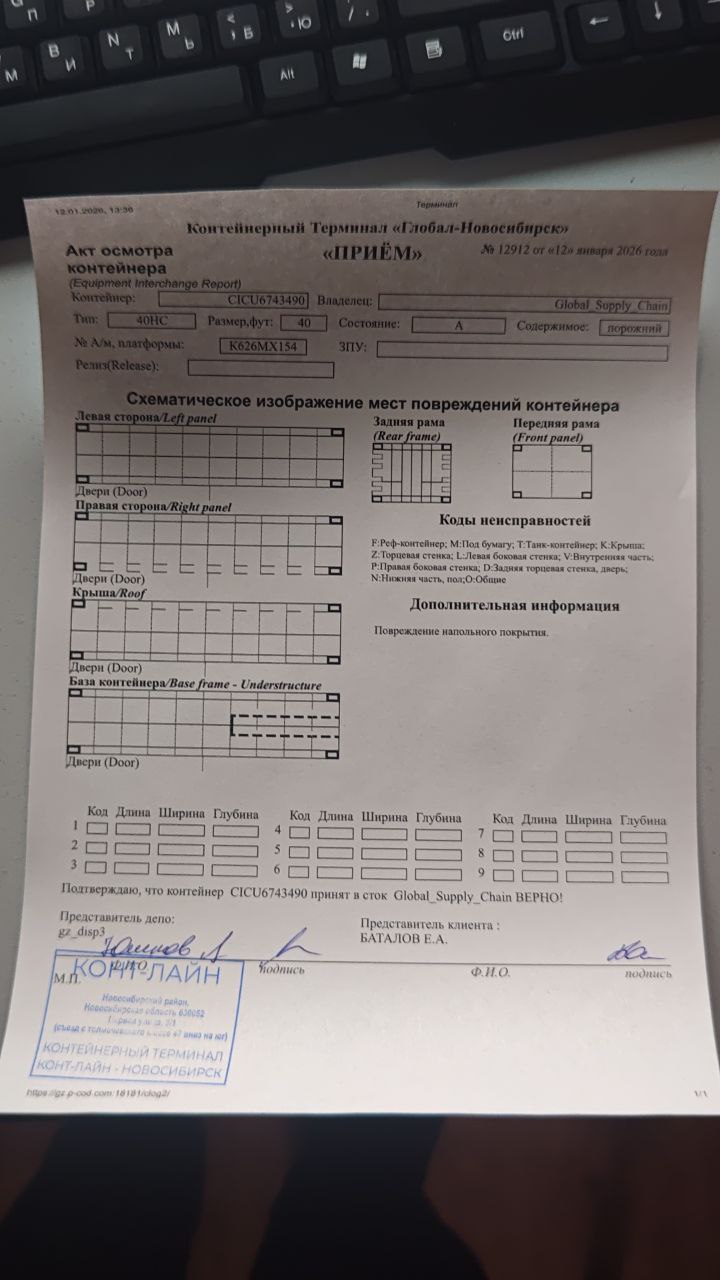 П
Р
М
В
И
N
Т
М
Ь
<
Б
>
Ю
/
Alt
Ctrl
12.01.2026, 13:30
Терминал
Контейнерный Терминал «Глобал-Новосибирск»
Акт осмотра контейнера
«ПРИЁМ»
№ 12912 от «12» января 2026 года
(Equipment Interchange Report)
Контейнер: CICU6743490 Владелец: Global_Supply_Chain
Тип: 40HC Размер,фут: 40 Состояние: A Содержимое: порожний
№ А/м, платформы: К626МХ154 ЗПУ:
Релиз(Release):
Схематическое изображение мест повреждений контейнера
Левая сторона/Left panel
Задняя рама
(Rear frame)
Передняя рама
(Front panel)
Двери (Door)
Правая сторона/Right panel
Двери (Door)
Крыша/Roof
Двери (Door)
База контейнера/Base frame - Understructure
Двери (Door)
Коды неисправностей
F:Реф-контейнер; M:Под бумагу; T:Танк-контейнер; K:Крыша;
Z:Торцевая стенка; L:Левая боковая стенка; V:Внутренняя часть;
P:Правая боковая стенка; D:Задняя торцевая стенка, дверь;
N:Нижняя часть, пол;O:Общие
Дополнительная информация
Повреждение напольного покрытия.
Код Длина Ширина Глубина Код Длина Ширина Глубина Код Длина Ширина Глубина
1 4 7
2 5 8
3 6 9
Подтверждаю, что контейнер CICU6743490 принят в сток Global_Supply_Chain ВЕРНО!
Представитель депо:
gz_disp3
Представитель клиента :
БАТАЛОВ Е.А.
Ф.И.О. подпись Ф.И.О. подпись
М.П.
КОНТ-ЛАЙН
Новосибирский район,
Новосибирская область 630052
КОНТЕЙНЕРНЫЙ ТЕРМИНАЛ
КОНТ-ЛАЙН - НОВОСИБИРСК
https://gz.p-cod.com:18181/clog2/
1/1